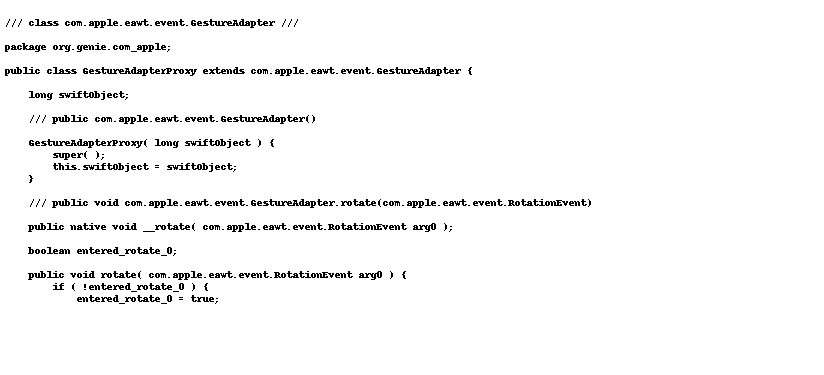 /// class com.apple.eawt.event.GestureAdapter ///
package org.genie.com_apple;
public class GestureAdapterProxy extends com.apple.eawt.event.GestureAdapter {
long swiftObject;
/// public com.apple.eawt.event.GestureAdapter()
GestureAdapterProxy( long swiftObject ) {
super( );
this.swiftObject = swiftObject;
}
/// public void com.apple.eawt.event.GestureAdapter.rotate(com.apple.eawt.event.RotationEvent)
public native void __rotate( com.apple.eawt.event.RotationEvent arg0 );
boolean entered_rotate_0;
public void rotate( com.apple.eawt.event.RotationEvent arg0 ) {
if ( !entered_rotate_0 ) {
entered_rotate_0 = true;